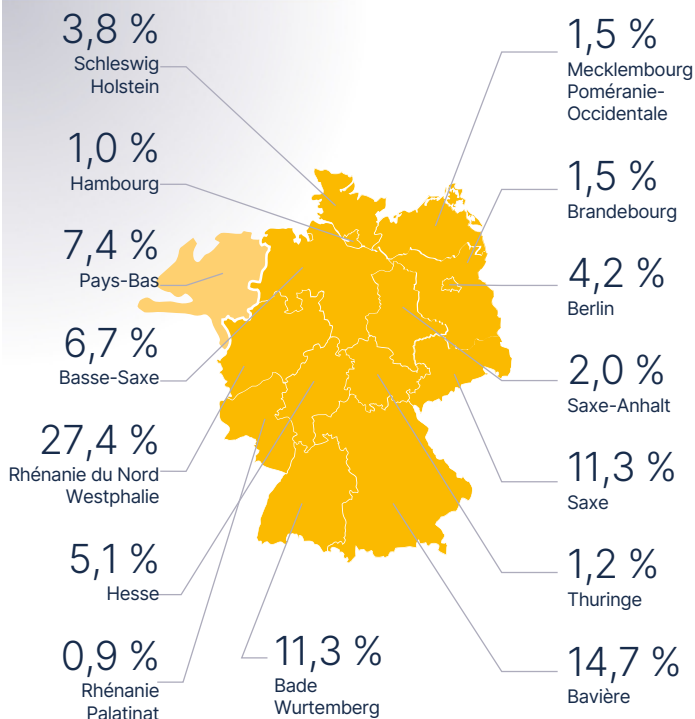 3,8 %
Schleswig
Holstein
1,0 %
Hambourg
7,4 %
Pays-Bas
6,7 %
Basse-Saxe
27,4 %
Rhénanie du Nord
Westphalie
5,1 %
Hesse
0,9 %
Rhénanie
Palatinat
11,3 %
Bade
Wurtemberg
1,5 %
Mecklembourg
Poméranie-
Occidentale
1,5 %
Brandebourg
4,2 %
Berlin
2,0 %
Saxe-Anhalt
11,3 %
Saxe
1,2 %
Thuringe
14,7 %
Bavière